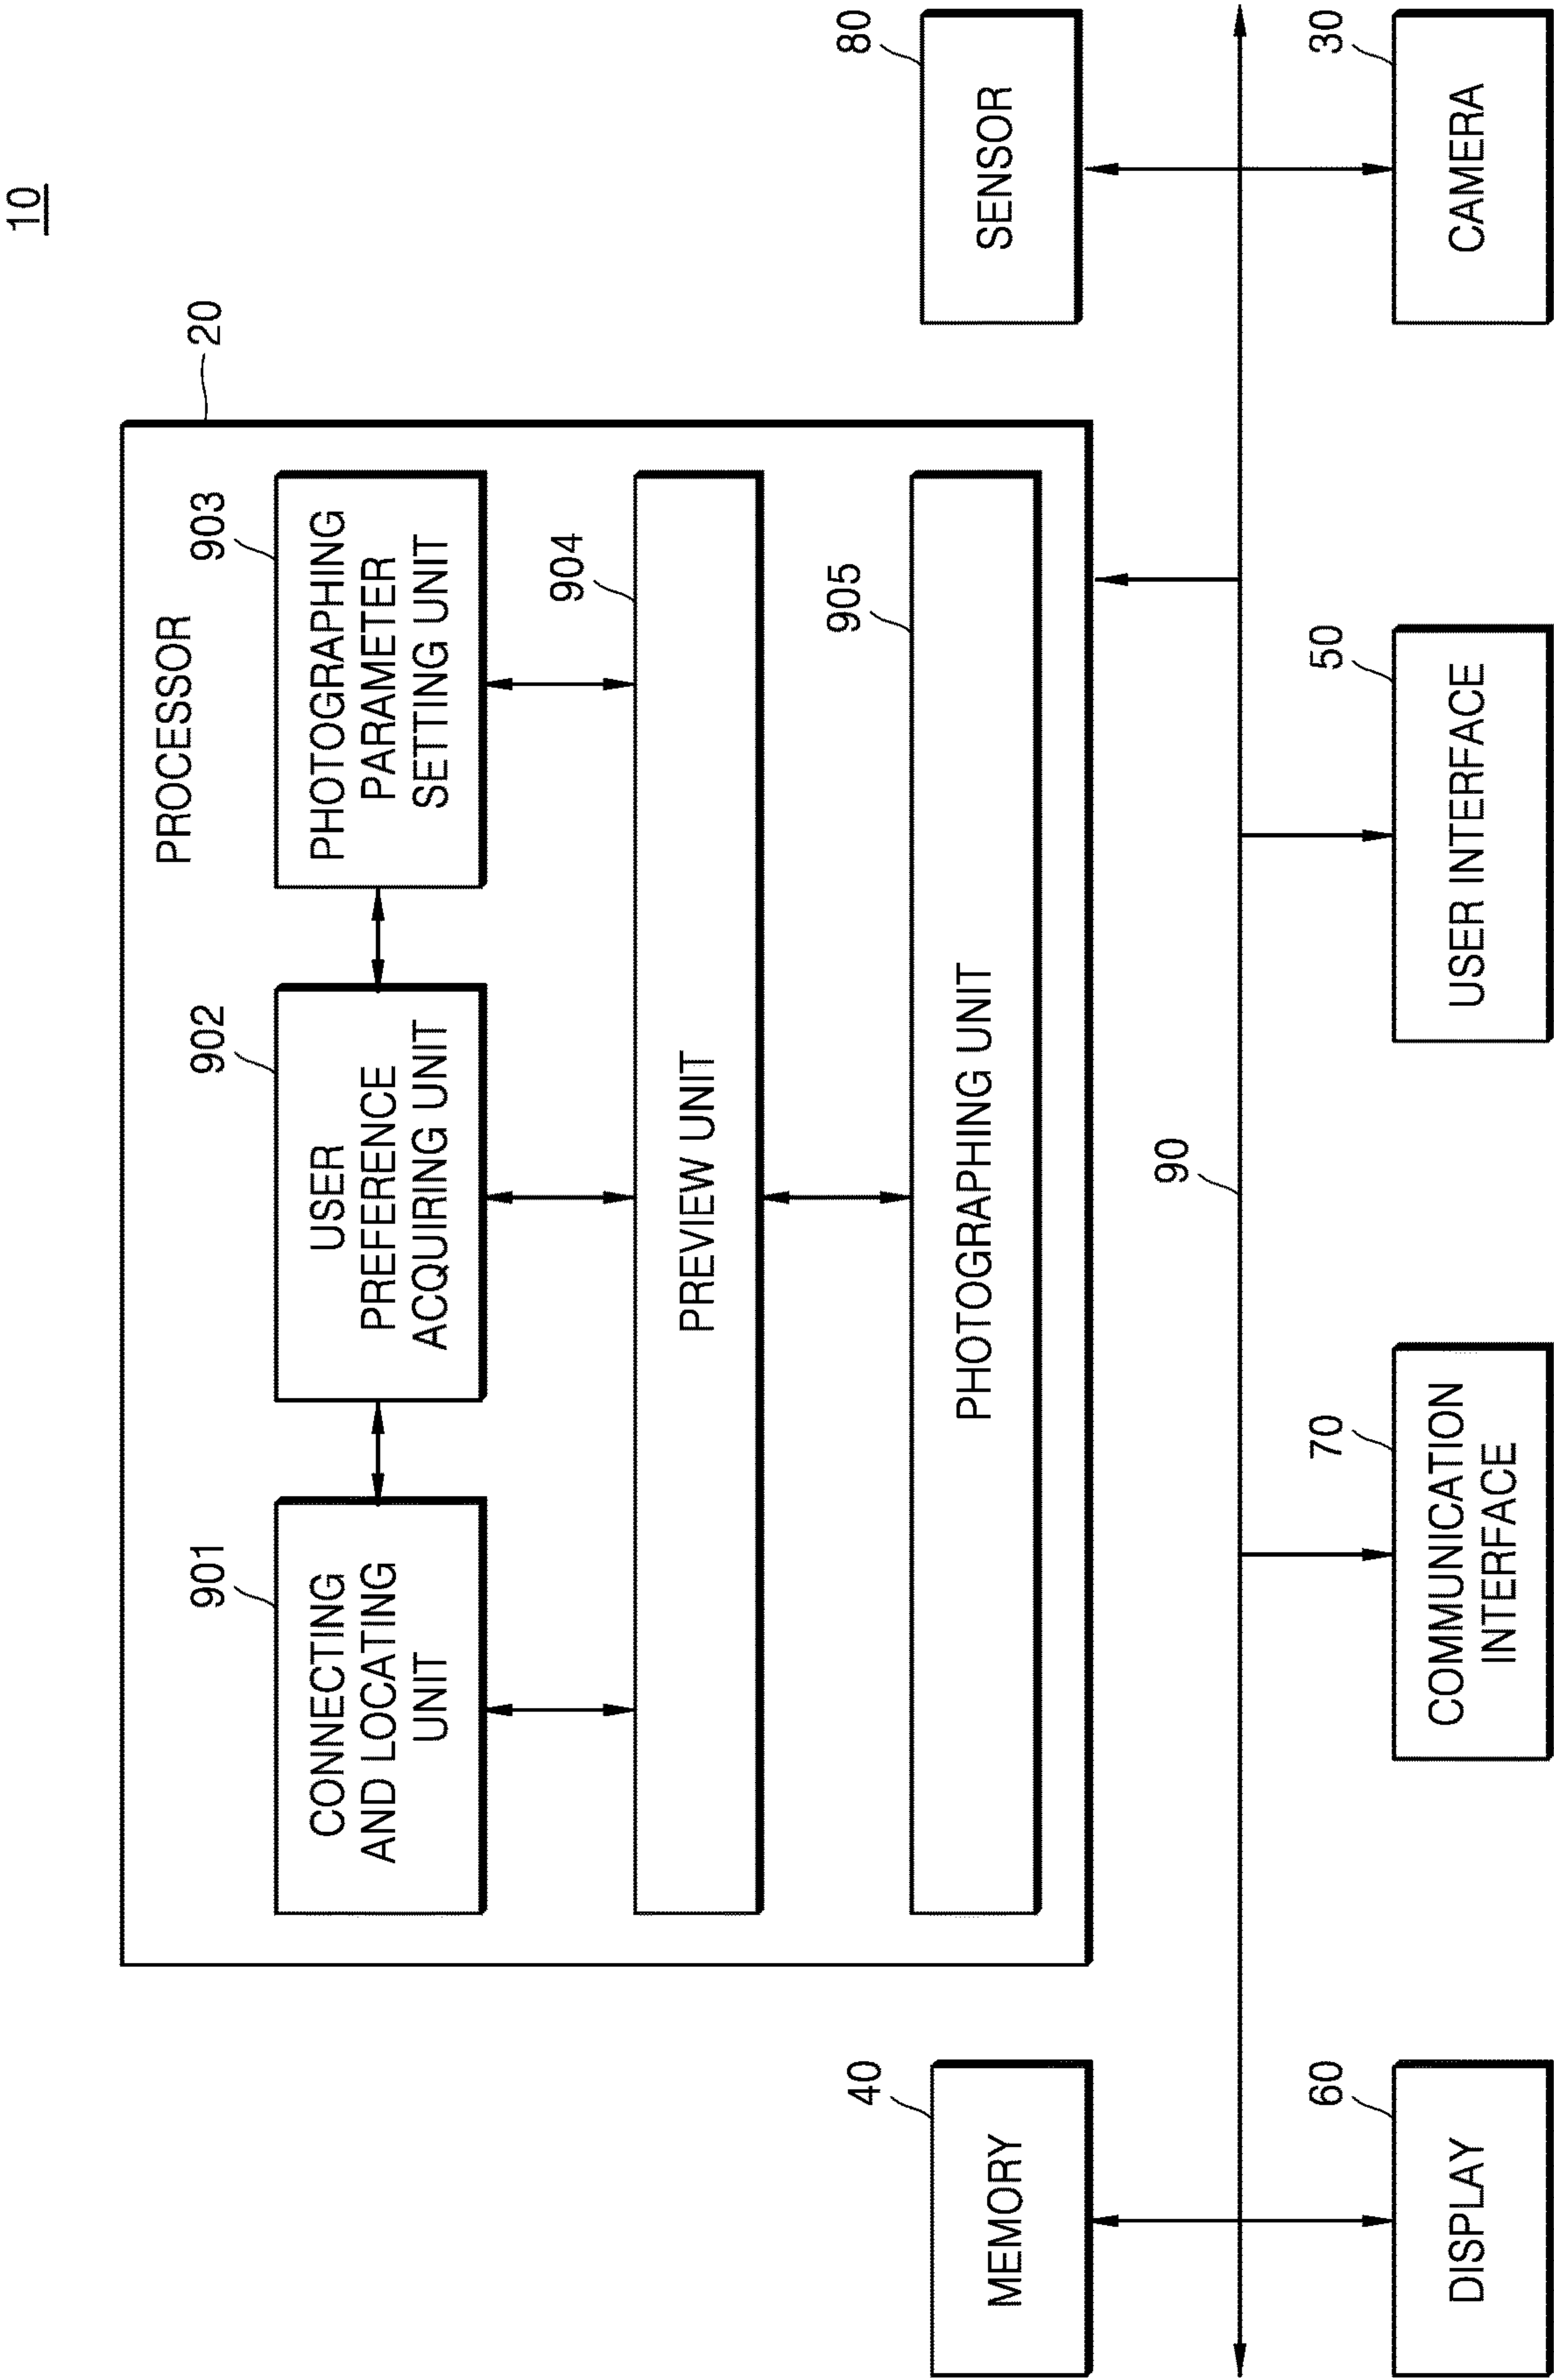 10
20
PROCESSOR
901
CONNECTING
AND LOCATING
UNIT
902
USER
PREFERENCE
ACQUIRING UNIT
903
PHOTOGRAPHING
PARAMETER
SETTING UNIT
904
PREVIEW UNIT
905
PHOTOGRAPHING UNIT
40
MEMORY
80
SENSOR
90
60
DISPLAY
70
COMMUNICATION
INTERFACE
50
USER INTERFACE
30
CAMERA